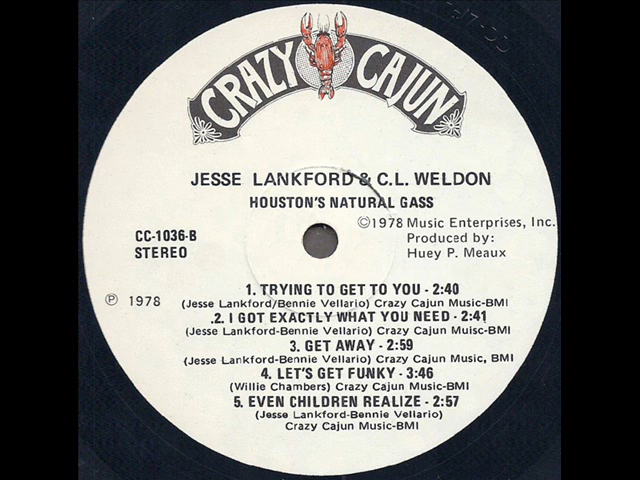 CRAZY CAJUN
JESSE LANKFORD & C.L. WELDON
HOUSTON'S NATURAL GASS
©1978 Music Enterprises, Inc.
Produced by:
Huey P. Meaux
CC-1036-B
STEREO
℗ 1978
1. TRYING TO GET TO YOU - 2:40
(Jesse Lankford/Bennie Vellario) Crazy Cajun Music-BMI
.2. I GOT EXACTLY WHAT YOU NEED - 2:41
(Jesse Lankford-Bennie Vellario) Crazy Cajun Muisc-BMI
3. GET AWAY - 2:59
(Jesse Lankford-Bennie Vellario) Crazy Cajun Music, BMI
4. LET'S GET FUNKY - 3:46
(Willie Chambers) Crazy Cajun Music-BMI
5. EVEN CHILDREN REALIZE - 2:57
(Jesse Lankford-Bennie Vellario)
Crazy Cajun Music-BMI